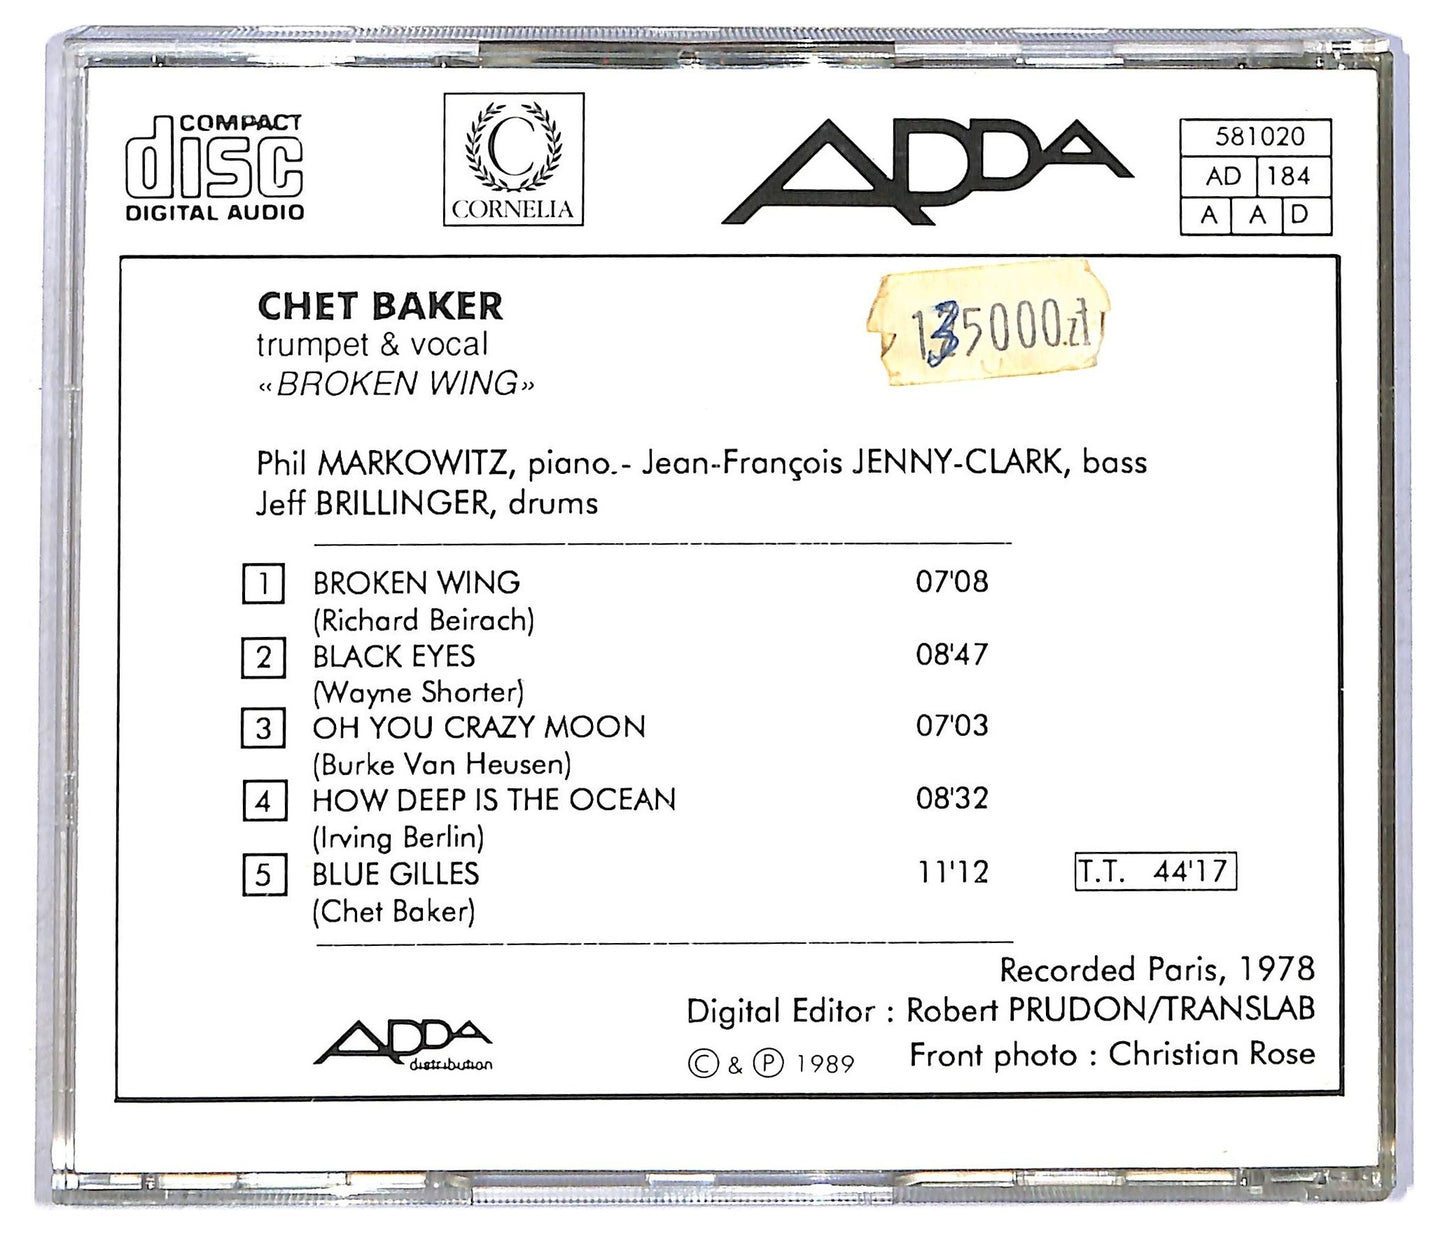 COMPACT
disc
DIGITAL AUDIO
C
CORNELIA
ADDA
581020
AD 184
A A D
CHET BAKER
trumpet & vocal
«BROKEN WING»
135000.zł
Phil MARKOWITZ, piano.- Jean-François JENNY-CLARK, bass
Jeff BRILLINGER, drums
1 BROKEN WING 07'08
(Richard Beirach)
2 BLACK EYES 08'47
(Wayne Shorter)
3 OH YOU CRAZY MOON 07'03
(Burke Van Heusen)
4 HOW DEEP IS THE OCEAN 08'32
(Irving Berlin)
5 BLUE GILLES 11'12 T.T. 44'17
(Chet Baker)
Recorded Paris, 1978
Digital Editor : Robert PRUDON/TRANSLAB
© & ℗ 1989 Front photo : Christian Rose
ADDA
distribution